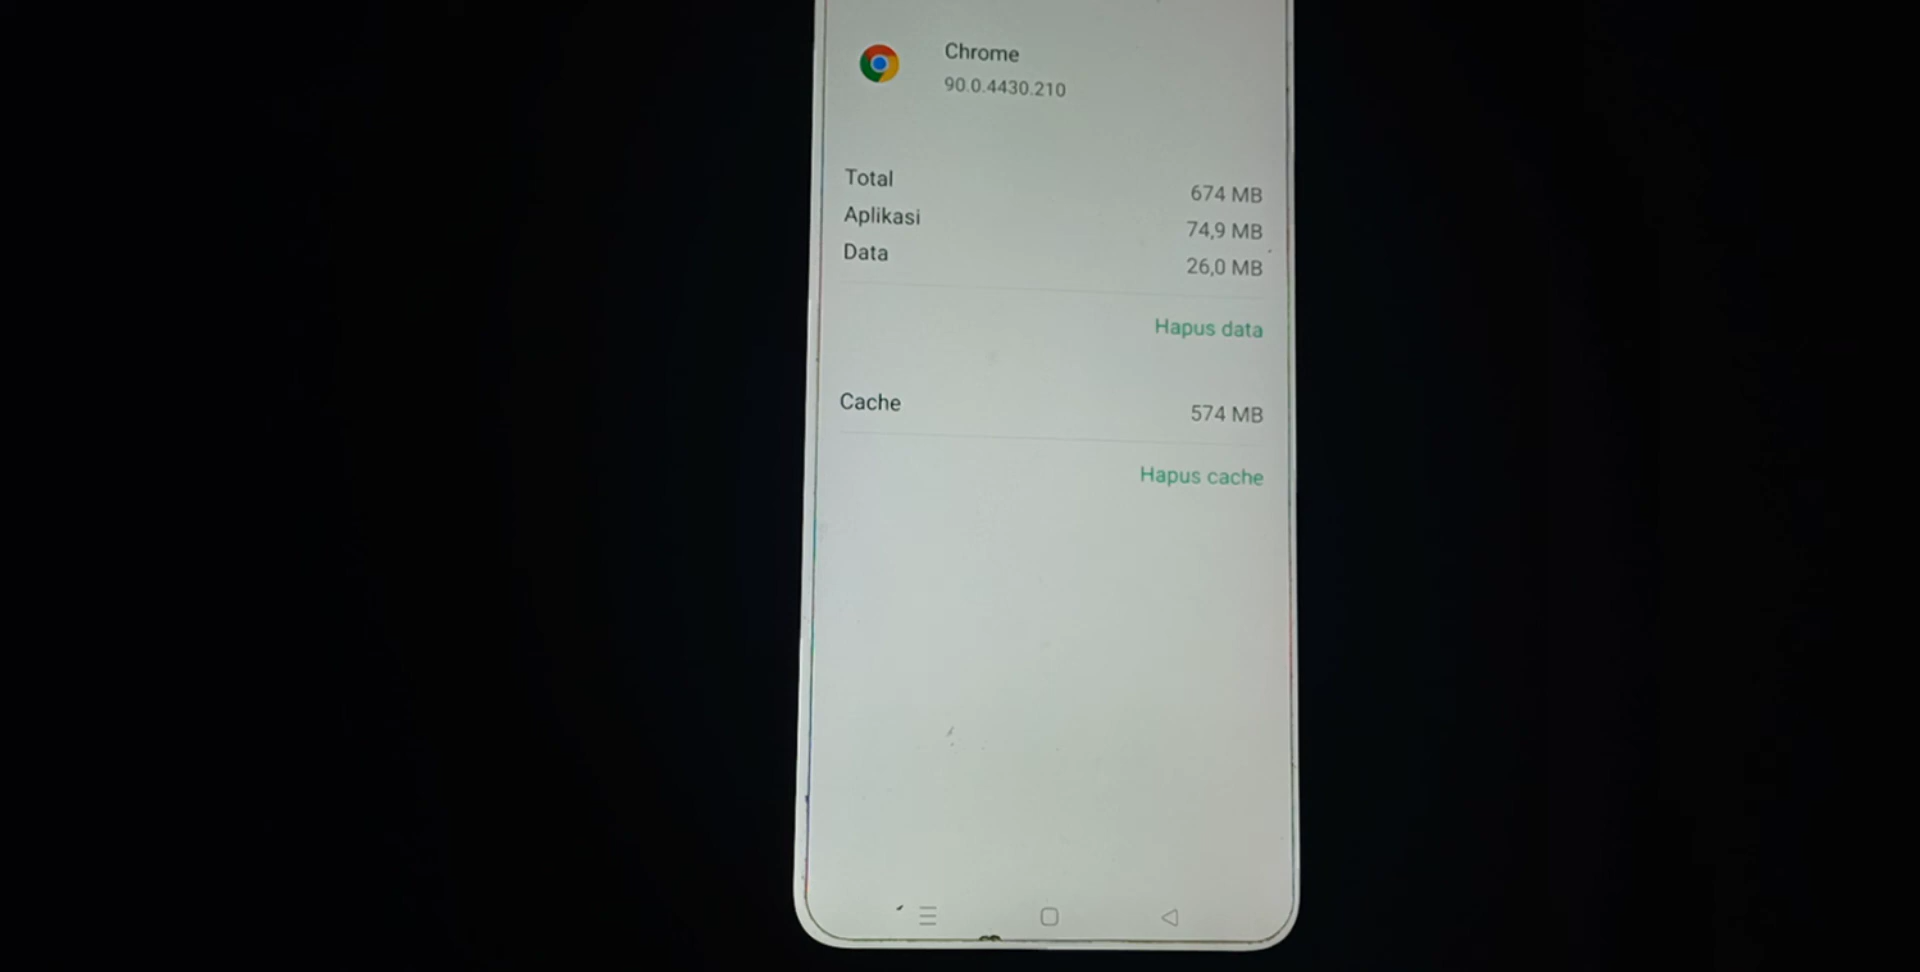 Chrome
90.0.4430.210
Total 674 MB
Aplikasi 74,9 MB
Data 26,0 MB
Hapus data
Cache 574 MB
Hapus cache